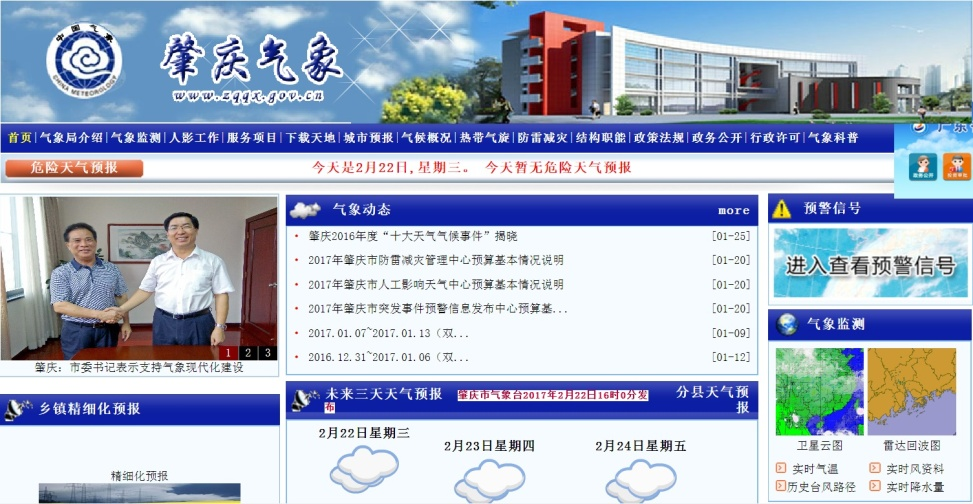 中国气象
CHINA METEOROLOGY
肇庆气象
www.zqqx.gov.cn
首页|气象局介绍|气象监测|人影工作|服务项目|下载天地|城市预报|气候概况|热带气旋|防雷减灾|结构职能|政策法规|政务公开|行政许可|气象科普
危险天气预报
今天是2月22日,星期三。 今天暂无危险天气预报
政务公开
1 2 3
肇庆：市委书记表示支持气象现代化建设
气象动态 more
肇庆2016年度“十大天气气候事件”揭晓 [01-25]
2017年肇庆市防雷减灾管理中心预算基本情况说明 [01-20]
2017年肇庆市人工影响天气中心预算基本情况说明 [01-20]
2017年肇庆市突发事件预警信息发布中心预算基... [01-20]
2017.01.07~2017.01.13（双... [01-09]
2016.12.31~2017.01.06（双... [01-12]
预警信号
进入查看预警信号
气象监测
卫星云图 雷达回波图
实时气温 实时风资料
历史台风路径 实时降水量
乡镇精细化预报
精细化预报
未来三天天气预报 肇庆市气象台2017年2月22日16时0分发
布
分县天气预
报
2月22日星期三
2月23日星期四
2月24日星期五